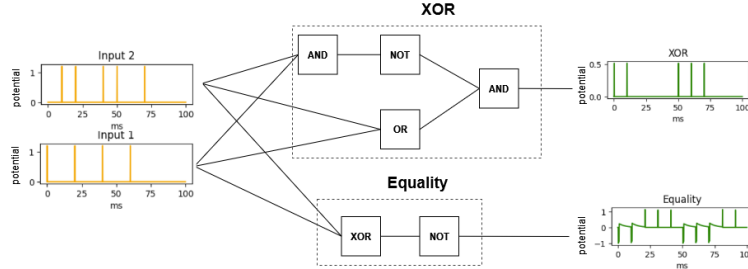 XOR
Input 2
potential
1
0
0 25 50 75 100
ms
Input 1
potential
1
0
0 25 50 75 100
ms
AND
NOT
AND
OR
XOR
potential
0.5
0.0
0 25 50 75 100
ms
Equality
XOR
NOT
Equality
potential
1
0
−1
0 25 50 75 100
ms